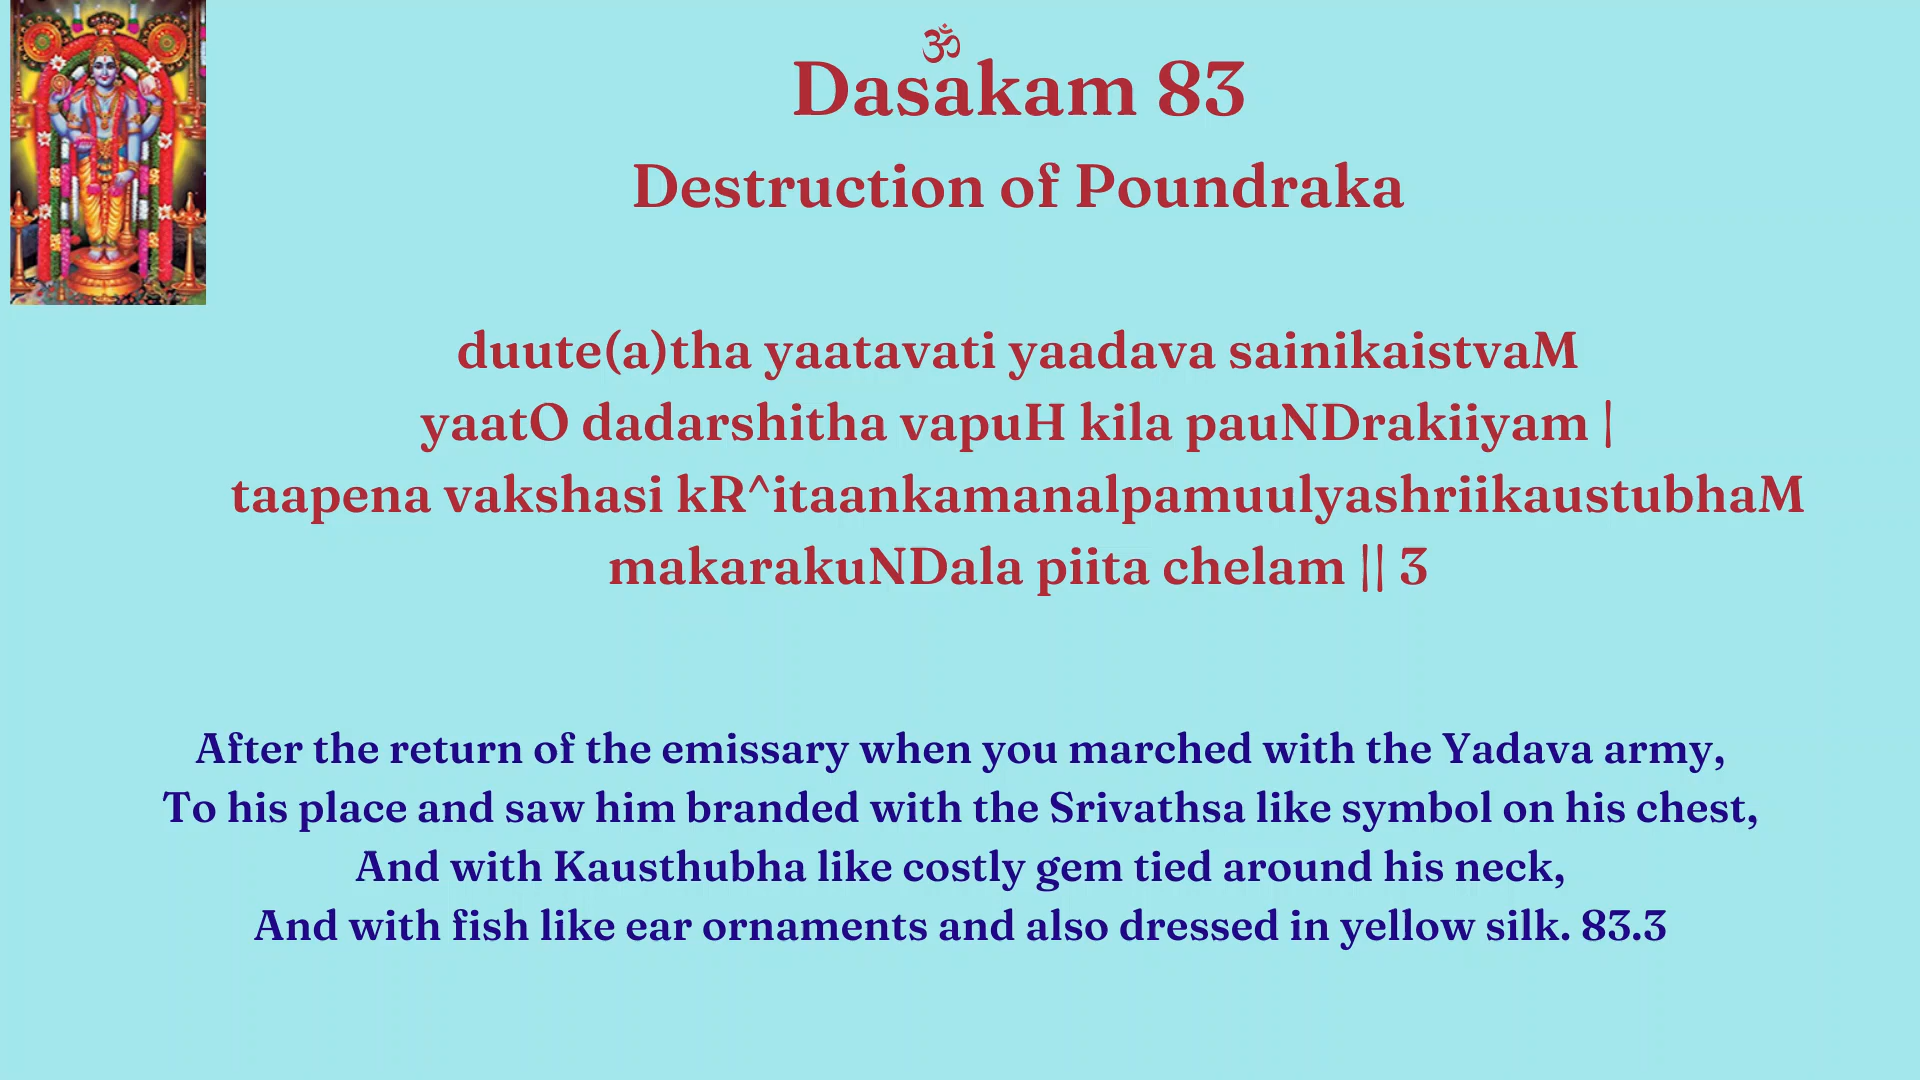 ॐ
Dasakam 83
Destruction of Poundraka
duute(a)tha yaatavati yaadava sainikaistvaM
yaatO dadarshitha vapuH kila pauNDrakiiyam |
taapena vakshasi kR^itaankamanalpamuulyashriikaustubhaM
makarakuNDala piita chelam || 3
After the return of the emissary when you marched with the Yadava army,
To his place and saw him branded with the Srivathsa like symbol on his chest,
And with Kausthubha like costly gem tied around his neck,
And with fish like ear ornaments and also dressed in yellow silk. 83.3